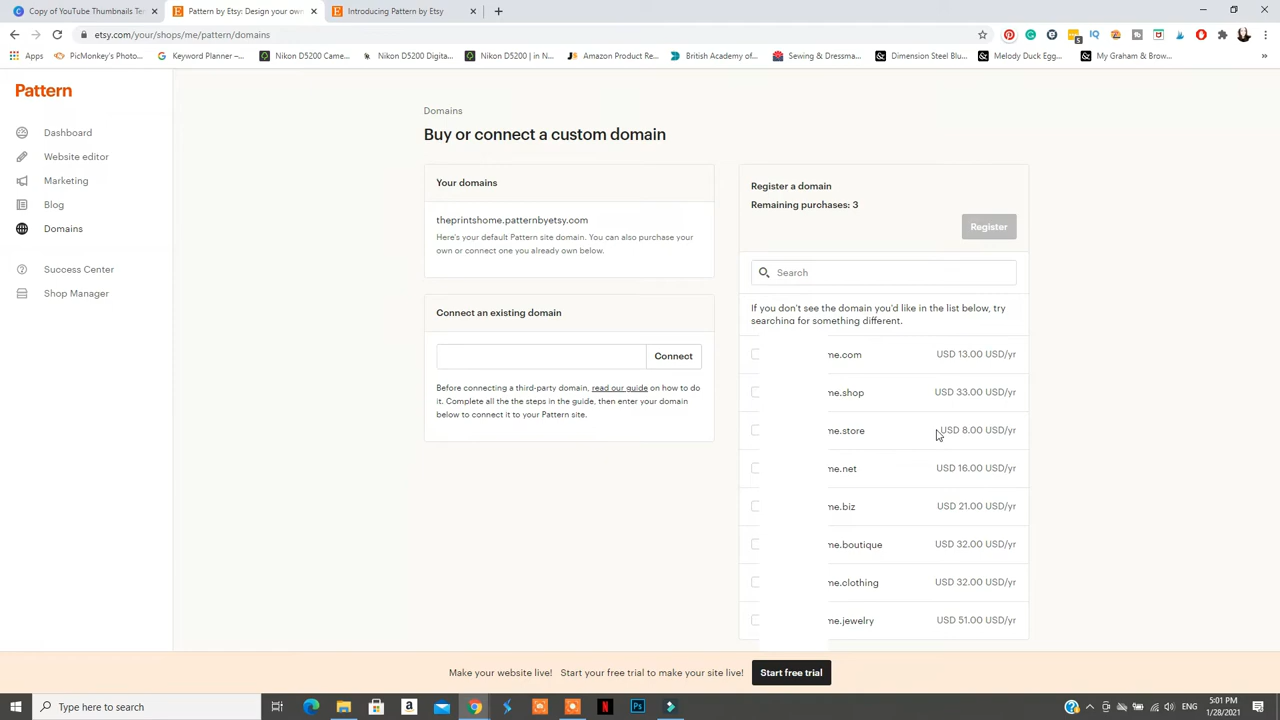 Copy of YouTube Thumbnails Te
Pattern by Etsy: Design your own
Introducing Pattern by Etsy
etsy.com/your/shops/me/pattern/domains
Apps
PicMonkey's Photo...
Keyword Planner –...
Nikon D5200 Came...
Nikon D5200 Digita...
Nikon D5200 | in N...
Amazon Product Re...
British Academy of...
Sewing & Dressma...
Dimension Steel Blu...
Melody Duck Egg...
My Graham & Brow...
»
Pattern
Dashboard
Website editor
Marketing
Blog
Domains
Success Center
Shop Manager
Domains
Buy or connect a custom domain
Your domains
theprintshome.patternbyetsy.com
Here's your default Pattern site domain. You can also purchase your
own or connect one you already own below.
Connect an existing domain
Connect
Before connecting a third-party domain, read our guide on how to do
it. Complete all the the steps in the guide, then enter your domain
below to connect it to your Pattern site.
Register a domain
Remaining purchases: 3
Register
Search
If you don't see the domain you'd like in the list below, try
searching for something different.
me.com USD 13.00 USD/yr
me.shop USD 33.00 USD/yr
me.store USD 8.00 USD/yr
me.net USD 16.00 USD/yr
me.biz USD 21.00 USD/yr
me.boutique USD 32.00 USD/yr
me.clothing USD 32.00 USD/yr
me.jewelry USD 51.00 USD/yr
Make your website live! Start your free trial to make your site live! Start free trial
Type here to search
ENG
5:01 PM
1/28/2021